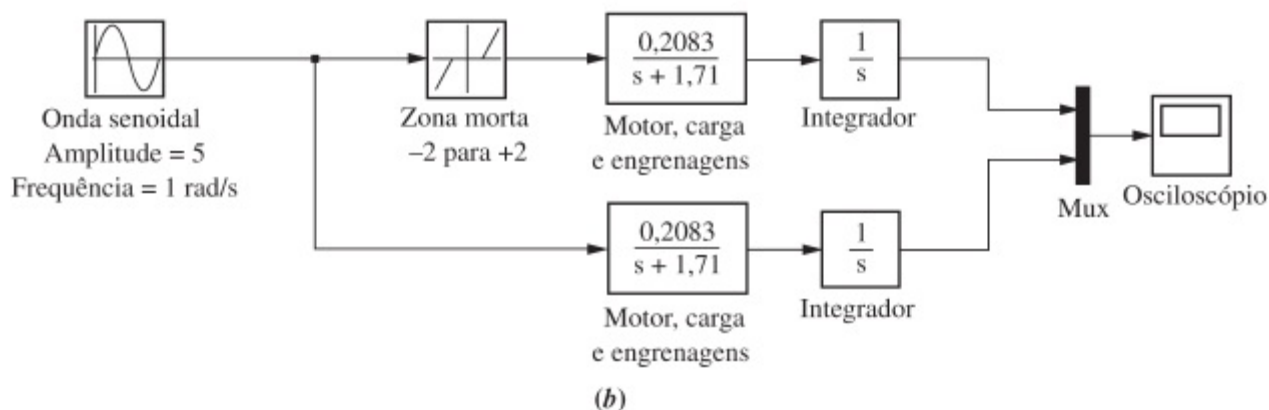 0,2083
s + 1,71
1
s
Onda senoidal
Amplitude = 5
Frequência = 1 rad/s
Zona morta
–2 para +2
Motor, carga
e engrenagens
Integrador
Mux
Osciloscópio
0,2083
s + 1,71
1
s
Motor, carga
e engrenagens
Integrador
(b)